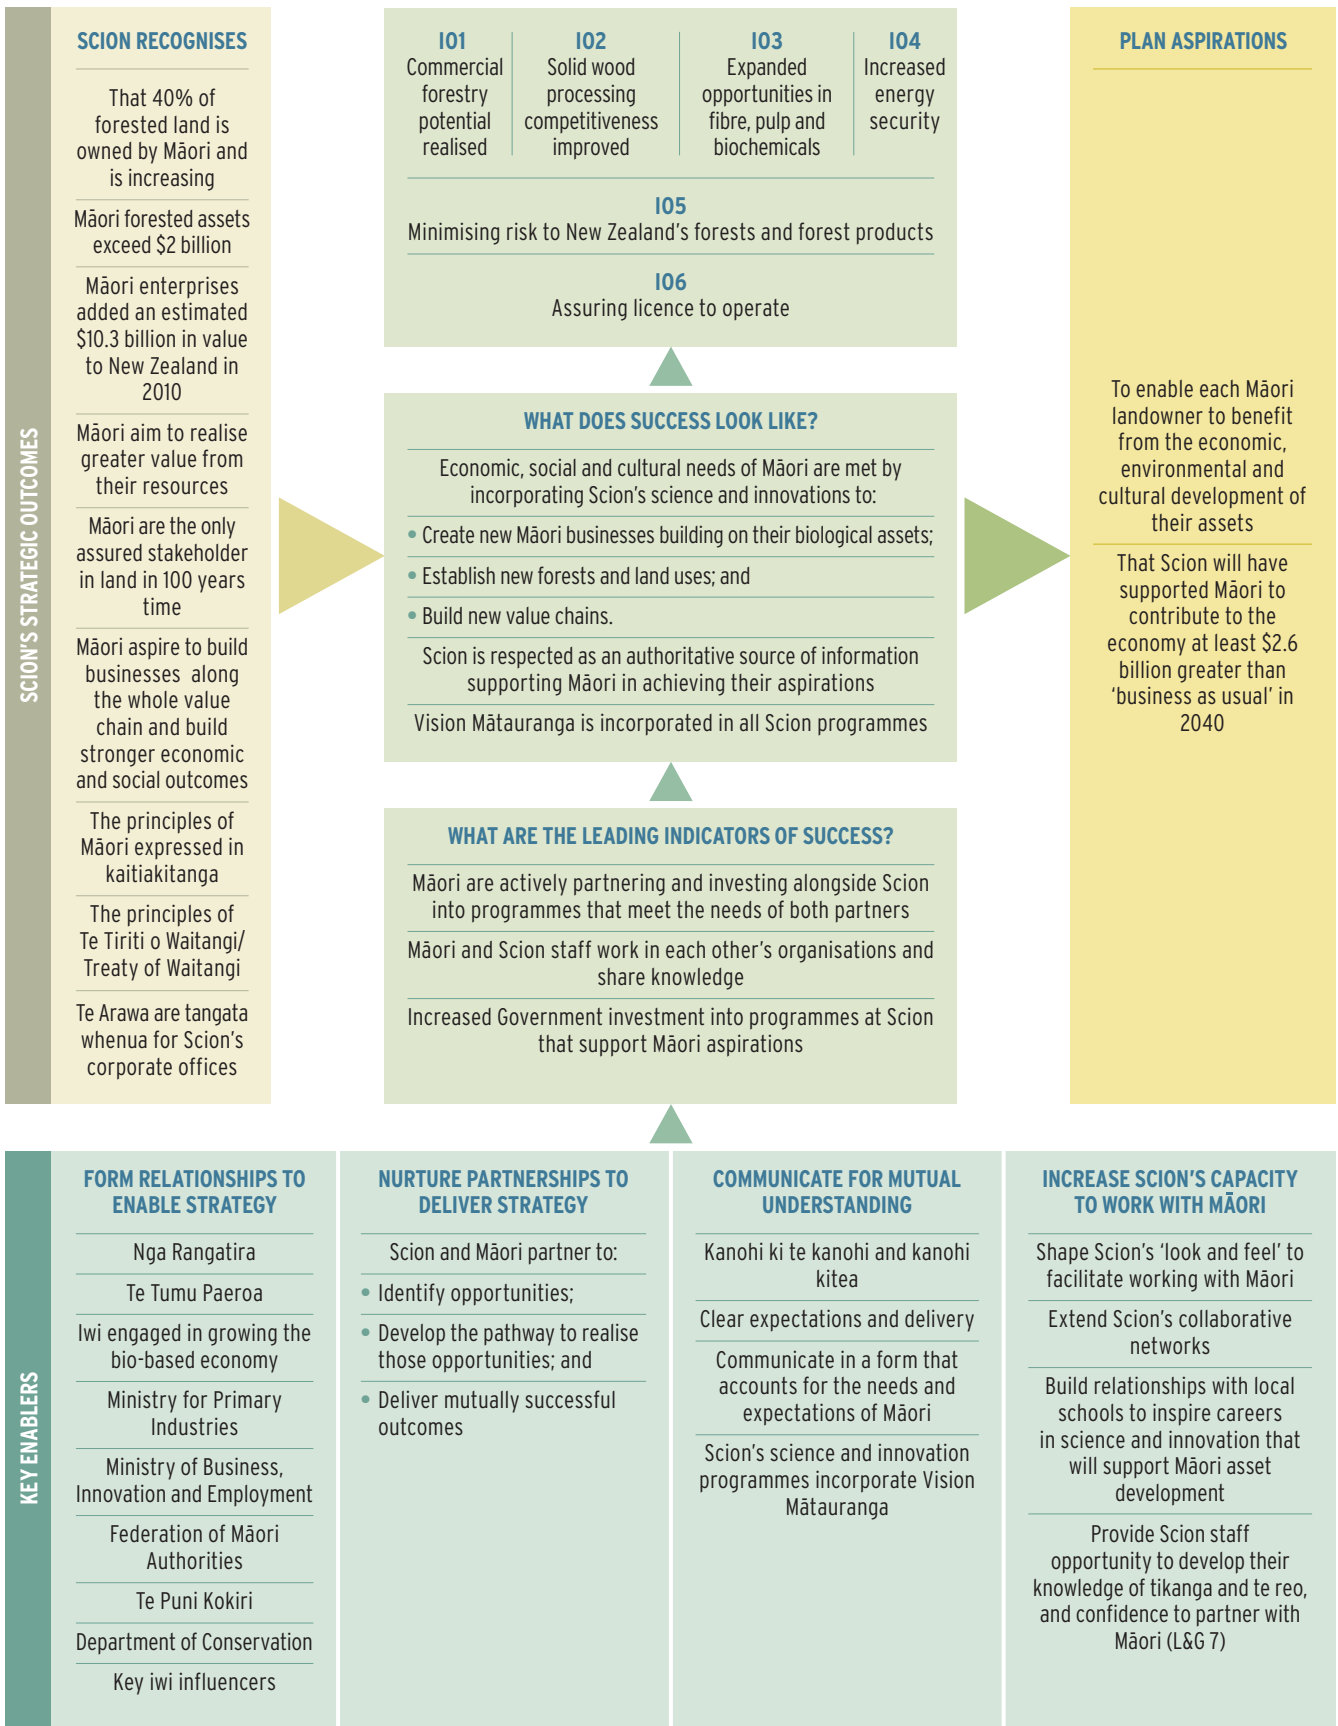 SCION'S STRATEGIC OUTCOMES
SCION RECOGNISES
That 40% of
forested land is
owned by Māori and
is increasing
Māori forested assets
exceed $2 billion
Māori enterprises
added an estimated
$10.3 billion in value
to New Zealand in
2010
Māori aim to realise
greater value from
their resources
Māori are the only
assured stakeholder
in land in 100 years
time
Māori aspire to build
businesses along
the whole value
chain and build
stronger economic
and social outcomes
The principles of
Māori expressed in
kaitiakitanga
The principles of
Te Tiriti o Waitangi/
Treaty of Waitangi
Te Arawa are tangata
whenua for Scion's
corporate offices
IO1
Commercial
forestry
potential
realised
IO2
Solid wood
processing
competitiveness
improved
IO3
Expanded
opportunities in
fibre, pulp and
biochemicals
IO4
Increased
energy
security
IO5
Minimising risk to New Zealand's forests and forest products
IO6
Assuring licence to operate
WHAT DOES SUCCESS LOOK LIKE?
Economic, social and cultural needs of Māori are met by
incorporating Scion's science and innovations to:
• Create new Māori businesses building on their biological assets;
• Establish new forests and land uses; and
• Build new value chains.
Scion is respected as an authoritative source of information
supporting Māori in achieving their aspirations
Vision Mātauranga is incorporated in all Scion programmes
WHAT ARE THE LEADING INDICATORS OF SUCCESS?
Māori are actively partnering and investing alongside Scion
into programmes that meet the needs of both partners
Māori and Scion staff work in each other's organisations and
share knowledge
Increased Government investment into programmes at Scion
that support Māori aspirations
PLAN ASPIRATIONS
To enable each Māori
landowner to benefit
from the economic,
environmental and
cultural development of
their assets
That Scion will have
supported Māori to
contribute to the
economy at least $2.6
billion greater than
'business as usual' in
2040
KEY ENABLERS
FORM RELATIONSHIPS TO
ENABLE STRATEGY
Nga Rangatira
Te Tumu Paeroa
Iwi engaged in growing the
bio-based economy
Ministry for Primary
Industries
Ministry of Business,
Innovation and Employment
Federation of Māori
Authorities
Te Puni Kokiri
Department of Conservation
Key iwi influencers
NURTURE PARTNERSHIPS TO
DELIVER STRATEGY
Scion and Māori partner to:
• Identify opportunities;
• Develop the pathway to realise
those opportunities; and
• Deliver mutually successful
outcomes
COMMUNICATE FOR MUTUAL
UNDERSTANDING
Kanohi ki te kanohi and kanohi
kitea
Clear expectations and delivery
Communicate in a form that
accounts for the needs and
expectations of Māori
Scion's science and innovation
programmes incorporate Vision
Mātauranga
INCREASE SCION'S CAPACITY
TO WORK WITH MĀORI
Shape Scion's 'look and feel' to
facilitate working with Māori
Extend Scion's collaborative
networks
Build relationships with local
schools to inspire careers
in science and innovation that
will support Māori asset
development
Provide Scion staff
opportunity to develop their
knowledge of tikanga and te reo,
and confidence to partner with
Māori (L&G 7)